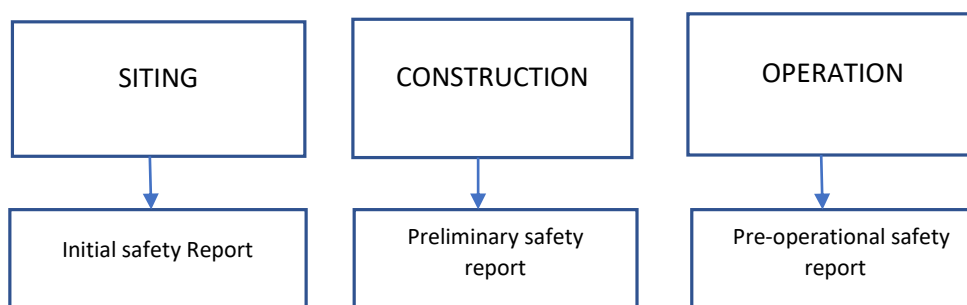 SITING
CONSTRUCTION
OPERATION
Initial safety Report
Preliminary safety
report
Pre-operational safety
report